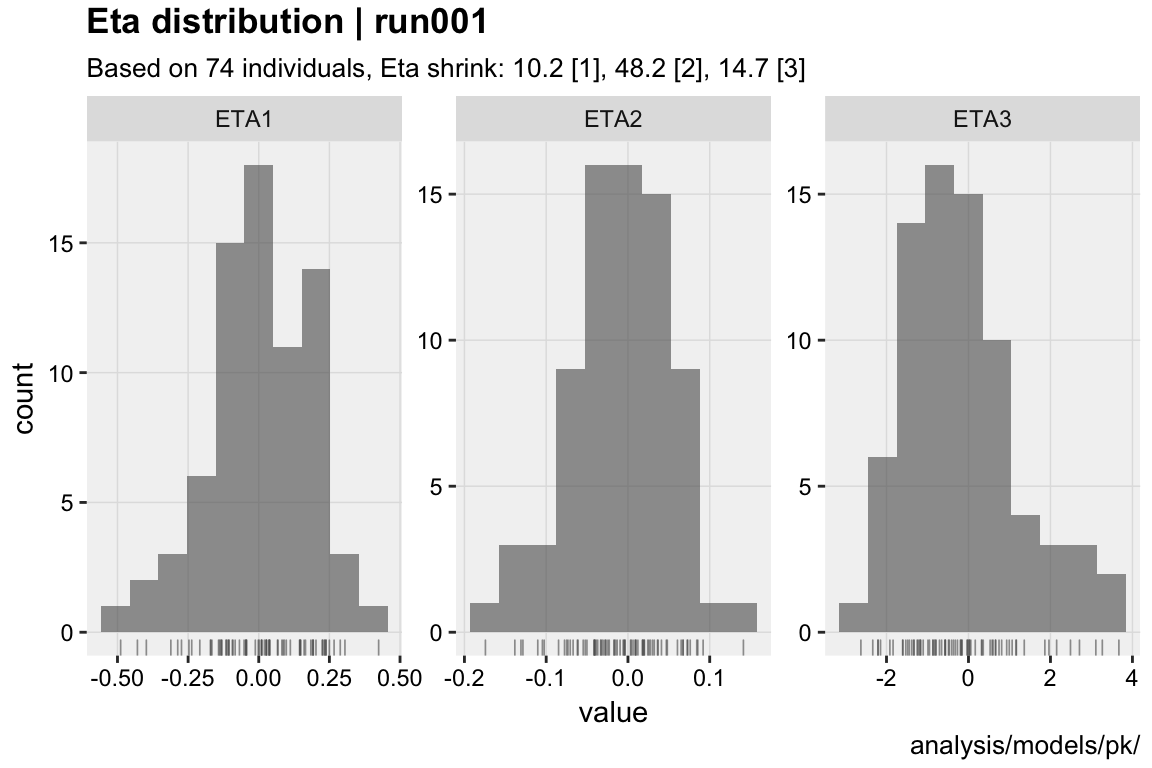 Eta distribution | run001
Based on 74 individuals, Eta shrink: 10.2 [1], 48.2 [2], 14.7 [3]
ETA1 ETA2 ETA3
count
15
10
5
0
15
10
5
0
15
10
5
0
-0.50 -0.25 0.00 0.25 0.50 -0.2 -0.1 0.0 0.1 -2 0 2 4
value
analysis/models/pk/